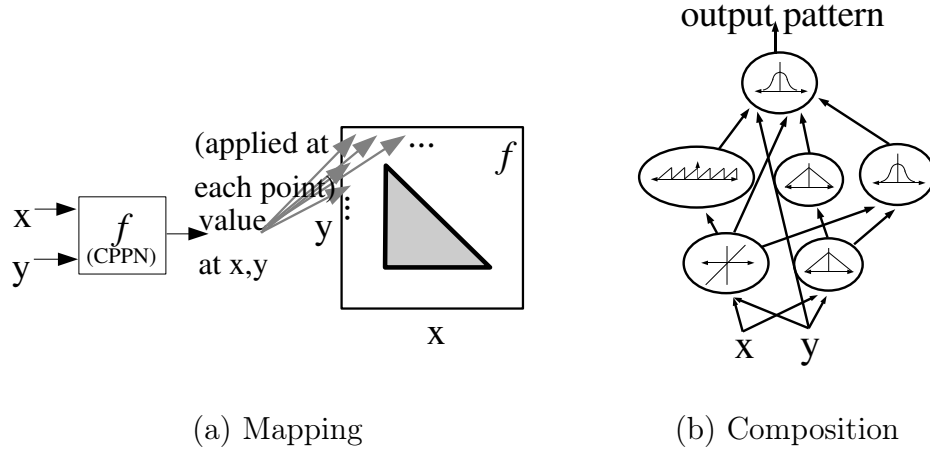 x
y
f
(CPPN)
(applied at
each point)
value
at x,y
...
f
y
...
x
(a) Mapping
output pattern
x y
(b) Composition